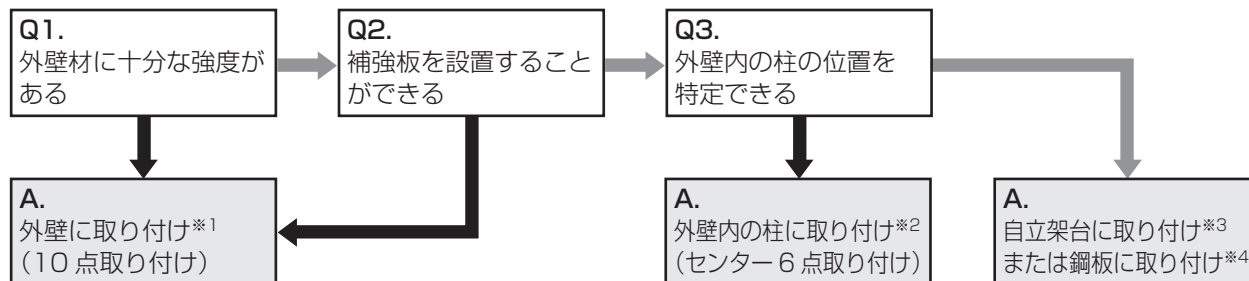 Q1.
外壁材に十分な強度が
ある
Q2.
補強板を設置すること
ができる
Q3.
外壁内の柱の位置を
特定できる
A.
外壁に取り付け※1
（10 点取り付け）
A.
外壁内の柱に取り付け※2
（センター 6 点取り付け）
A.
自立架台に取り付け※3
または鋼板に取り付け※4